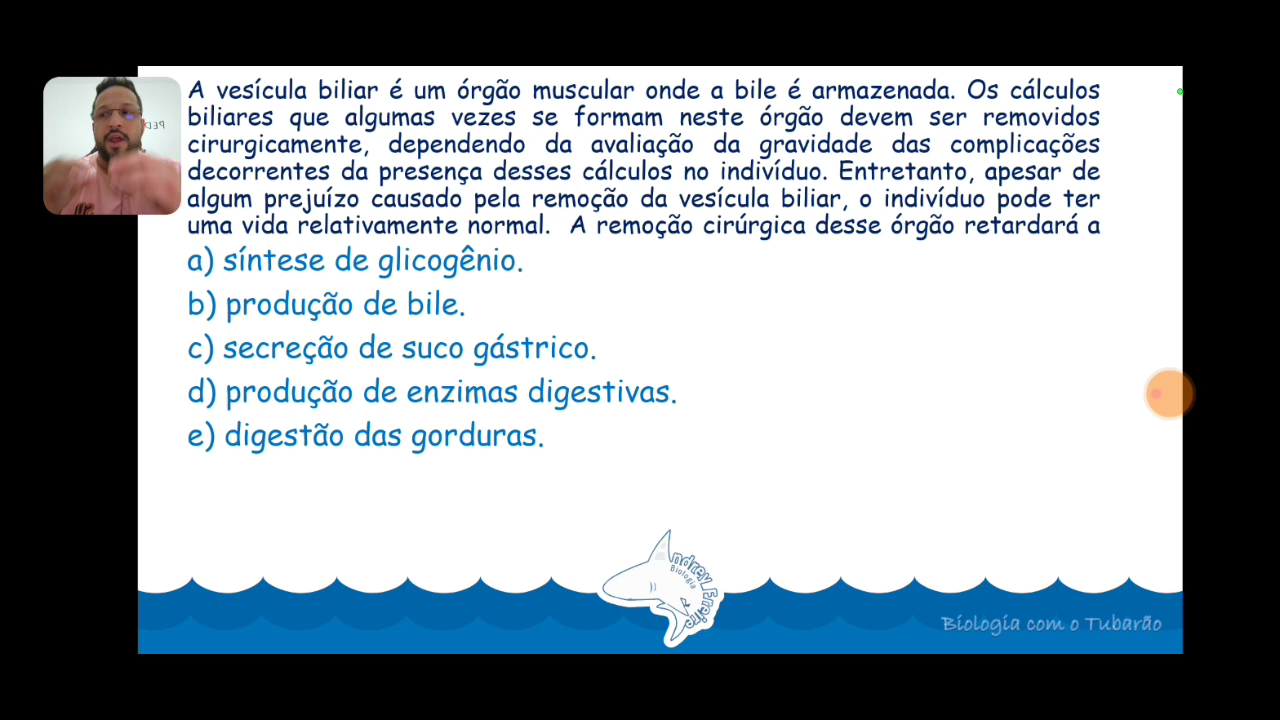 A vesícula biliar é um órgão muscular onde a bile é armazenada. Os cálculos
biliares que algumas vezes se formam neste órgão devem ser removidos
cirurgicamente, dependendo da avaliação da gravidade das complicações
decorrentes da presença desses cálculos no indivíduo. Entretanto, apesar de
algum prejuízo causado pela remoção da vesícula biliar, o indivíduo pode ter
uma vida relativamente normal. A remoção cirúrgica desse órgão retardará a
a) síntese de glicogênio.
b) produção de bile.
c) secreção de suco gástrico.
d) produção de enzimas digestivas.
e) digestão das gorduras.
Andrey Freire
Biologia
Biologia com o Tubarão